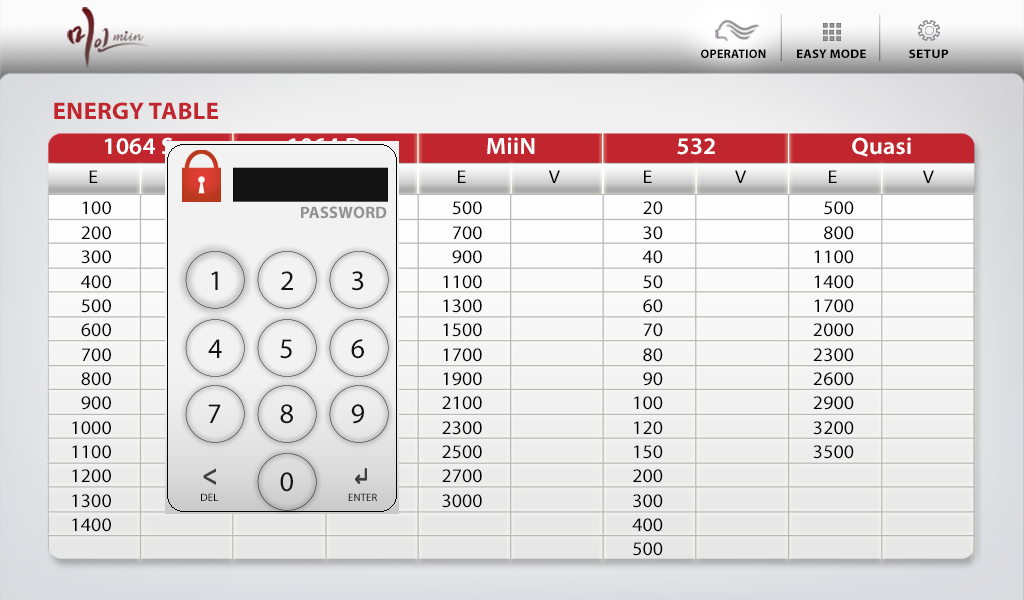 미인 miin
OPERATION EASY MODE SETUP
ENERGY TABLE
1064 MiiN 532 Quasi
E E V E V E V
PASSWORD
100 500 20 500
200 700 30 800
300 900 40 1100
400 1100 50 1400
500 1300 60 1700
600 1500 70 2000
700 1700 80 2300
800 1900 90 2600
900 2100 100 2900
1000 2300 120 3200
1100 2500 150 3500
1200 2700 200
1300 3000 300
1400 400
500
1 2 3
4 5 6
7 8 9
< 0 ↵
DEL ENTER